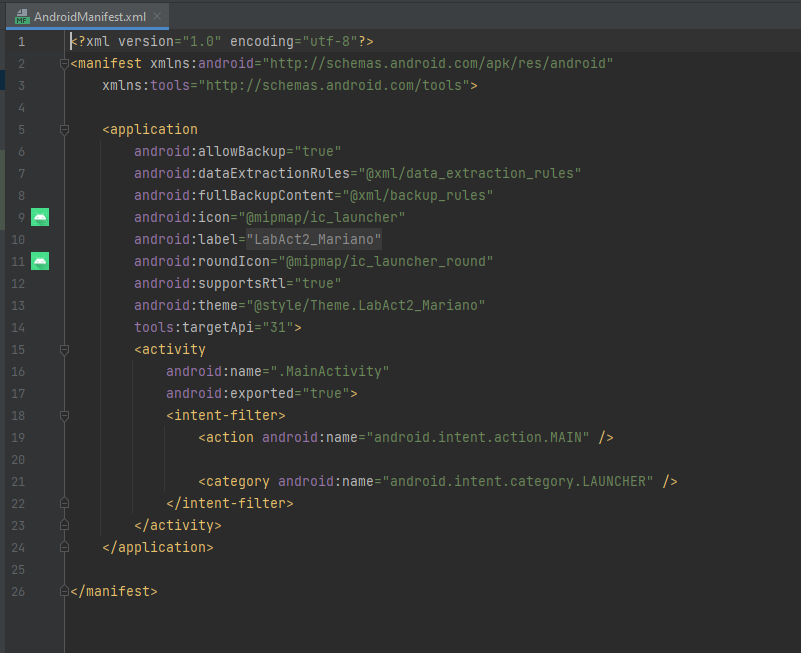 AndroidManifest.xml
1 <?xml version="1.0" encoding="utf-8"?>
2 <manifest xmlns:android="http://schemas.android.com/apk/res/android"
3     xmlns:tools="http://schemas.android.com/tools">
4
5     <application
6         android:allowBackup="true"
7         android:dataExtractionRules="@xml/data_extraction_rules"
8         android:fullBackupContent="@xml/backup_rules"
9         android:icon="@mipmap/ic_launcher"
10         android:label="LabAct2_Mariano"
11         android:roundIcon="@mipmap/ic_launcher_round"
12         android:supportsRtl="true"
13         android:theme="@style/Theme.LabAct2_Mariano"
14         tools:targetApi="31">
15         <activity
16             android:name=".MainActivity"
17             android:exported="true">
18             <intent-filter>
19                 <action android:name="android.intent.action.MAIN" />
20
21                 <category android:name="android.intent.category.LAUNCHER" />
22             </intent-filter>
23         </activity>
24     </application>
25
26 </manifest>